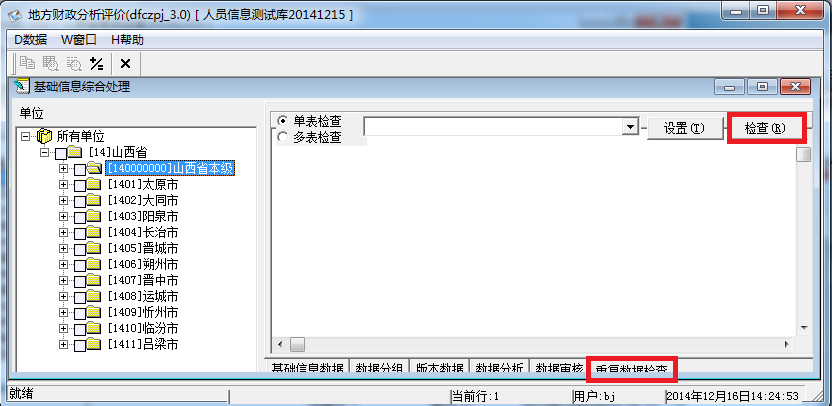 地方财政分析评价(dfczpj_3.0) [ 人员信息测试库20141215 ]
D数据 W窗口 H帮助
基础信息综合处理
单位
所有单位
[14]山西省
[140000000]山西省本级
[1401]太原市
[1402]大同市
[1403]阳泉市
[1404]长治市
[1405]晋城市
[1406]朔州市
[1407]晋中市
[1408]运城市
[1409]忻州市
[1410]临汾市
[1411]吕梁市
单表检查
多表检查
设置(T)
检查(R)
基础信息数据 数据分组 版本数据 数据分析 数据审核 重复数据检查
就绪 当前行:1 用户:bj 2014年12月16日14:24:53